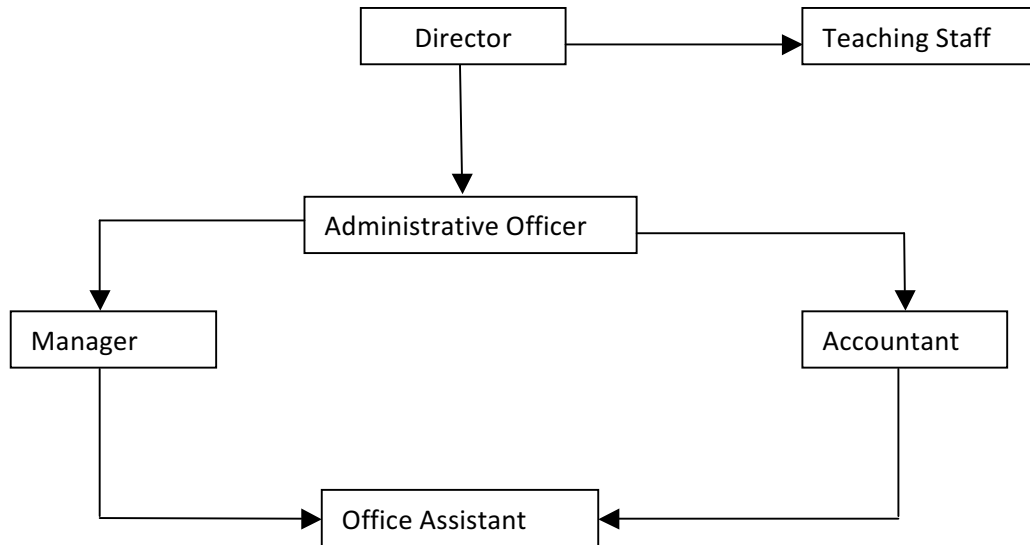 Director
Teaching Staff
Administrative Officer
Manager
Accountant
Office Assistant